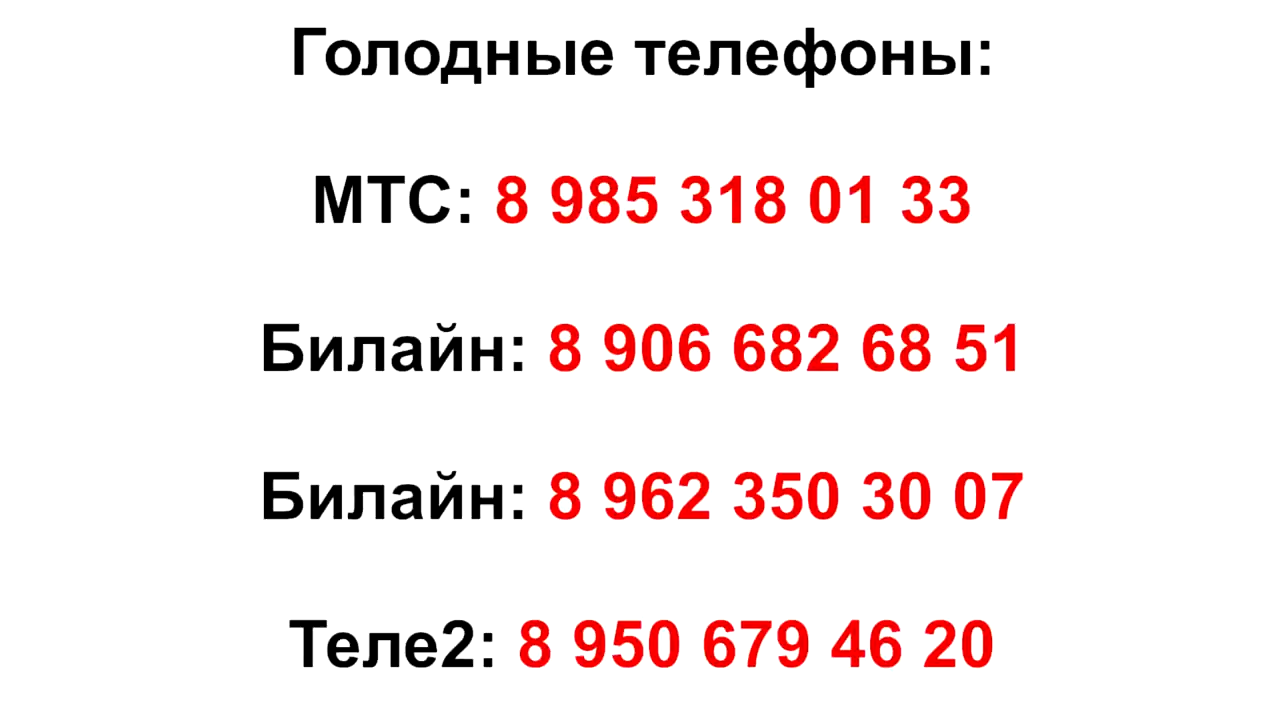 Голодные телефоны:
МТС: 8 985 318 01 33
Билайн: 8 906 682 68 51
Билайн: 8 962 350 30 07
Теле2: 8 950 679 46 20